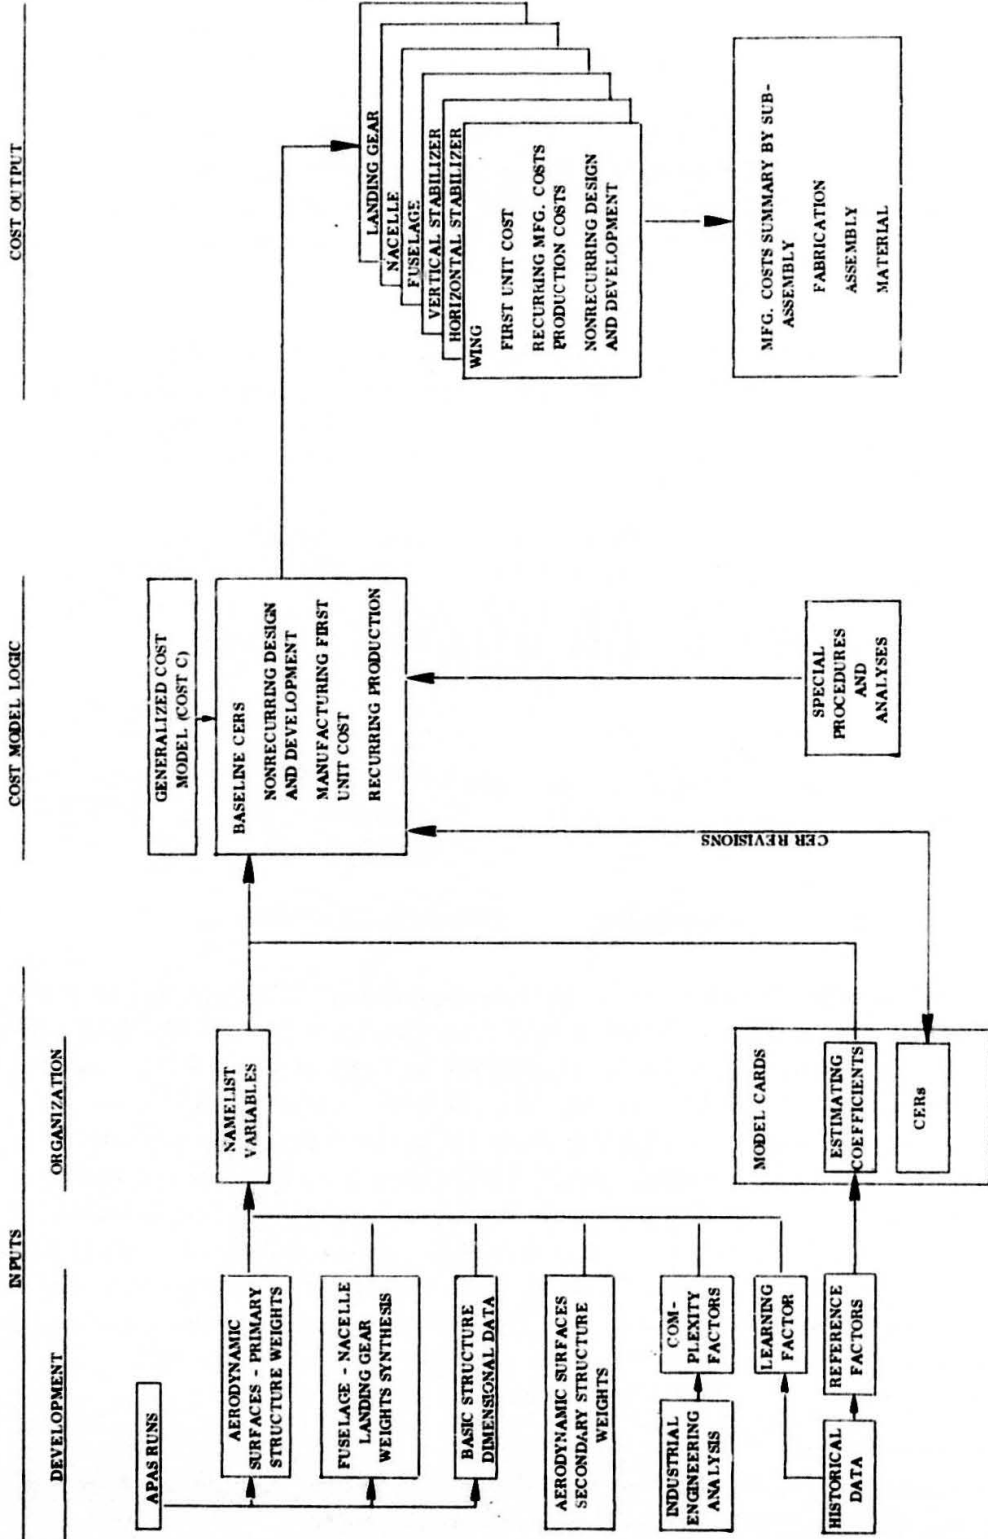 INPUTS
DEVELOPMENT
ORGANIZATION
COST MODEL LOGIC
COST OUTPUT
APAS RUNS
AERODYNAMIC
SURFACES - PRIMARY
STRUCTURE WEIGHTS
FUSELAGE - NACELLE
LANDING GEAR
WEIGHTS SYNTHESIS
BASIC STRUCTURE
DIMENSIONAL DATA
AERODYNAMIC SURFACES
SECONDARY STRUCTURE
WEIGHTS
INDUSTRIAL
ENGINEERING
ANALYSIS
COM-
PLEXITY
FACTORS
LEARNING
FACTOR
HISTORICAL
DATA
REFERENCE
FACTORS
NAMELIST
VARIABLES
MODEL CARDS
ESTIMATING
COEFFICIENTS
CERs
GENERALIZED COST
MODEL (COST C)
BASELINE CERS
NONRECURRING DESIGN
AND DEVELOPMENT
MANUFACTURING FIRST
UNIT COST
RECURRING PRODUCTION
CER REVISIONS
SPECIAL
PROCEDURES
AND
ANALYSES
LANDING GEAR
NACELLE
FUSELAGE
VERTICAL STABILIZER
HORIZONTAL STABILIZER
WING
FIRST UNIT COST
RECURRING MFG. COSTS
PRODUCTION COSTS
NONRECURRING DESIGN
AND DEVELOPMENT
MFG. COSTS SUMMARY BY SUB-
ASSEMBLY
FABRICATION
ASSEMBLY
MATERIAL